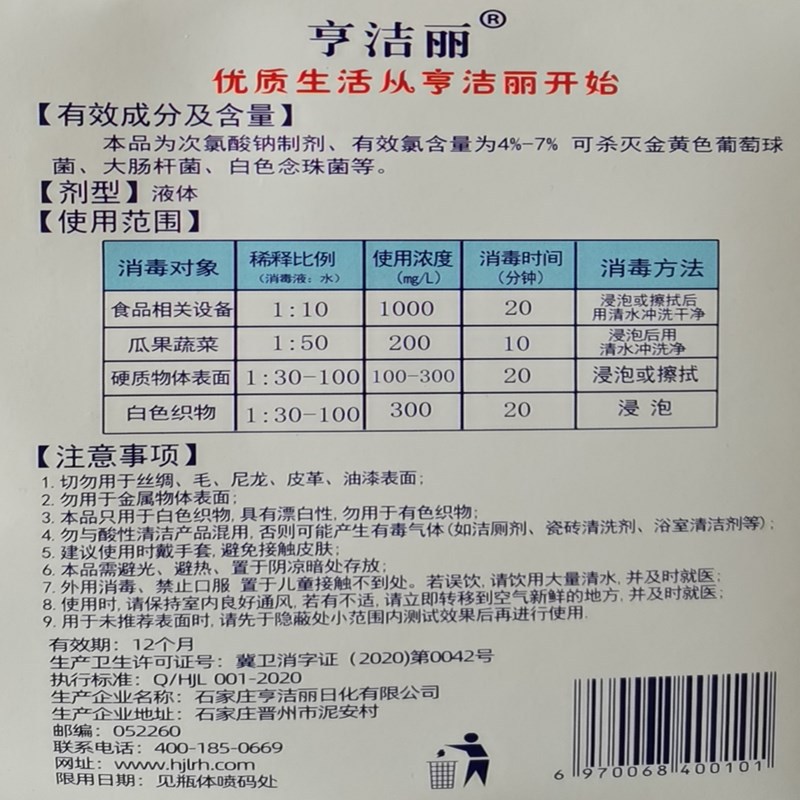 亨洁丽®
优质生活从亨洁丽开始
【有效成分及含量】
本品为次氯酸钠制剂、有效氯含量为4%-7% 可杀灭金黄色葡萄球
菌、大肠杆菌、白色念珠菌等。
【剂型】液体
【使用范围】
消毒对象 稀释比例（消毒液：水） 使用浓度（mg/L） 消毒时间（分钟） 消毒方法
食品相关设备 1:10 1000 20 浸泡或擦拭后用清水冲洗干净
瓜果蔬菜 1:50 200 10 浸泡后用清水冲洗净
硬质物体表面 1:30-100 100-300 20 浸泡或擦拭
白色织物 1:30-100 300 20 浸 泡
【注意事项】
1. 切勿用于丝绸、毛、尼龙、皮革、油漆表面；
2. 勿用于金属物体表面；
3. 本品只用于白色织物, 具有漂白性, 勿用于有色织物；
4. 勿与酸性清洁产品混用, 否则可能产生有毒气体（如洁厕剂、瓷砖清洗剂、浴室清洁剂等）；
5. 建议使用时戴手套, 避免接触皮肤；
6. 本品需避光、避热、置于阴凉暗处存放；
7. 外用消毒、禁止口服 置于儿童接触不到处。若误饮, 请饮用大量清水, 并及时就医；
8. 使用时, 请保持室内良好通风, 若有不适, 请立即转移到空气新鲜的地方, 并及时就医；
9. 用于未推荐表面时, 请先于隐蔽处小范围内测试效果后再进行使用.
有效期：12个月
生产卫生许可证号：冀卫消字证（2020)第0042号
执行标准：Q/HJL 001-2020
生产企业名称：石家庄亨洁丽日化有限公司
生产企业地址：石家庄晋州市泥安村
邮编：052260
联系电话：400-185-0669
网址：www.hjlrh.com
限用日期：见瓶体喷码处
6 970068 400101